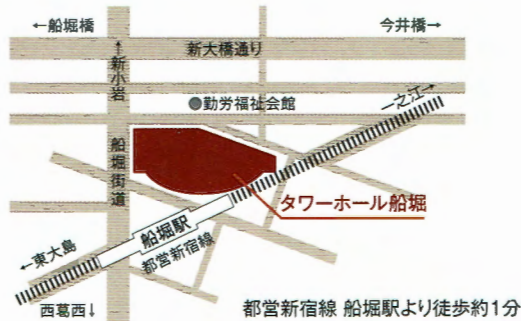 ←船堀橋
今井橋→
新大橋通り
↑新小岩
●勤労福祉会館
一之江→
船堀街道
タワーホール船堀
船堀駅
都営新宿線
←東大島
西葛西↓
都営新宿線 船堀駅より徒歩約1分